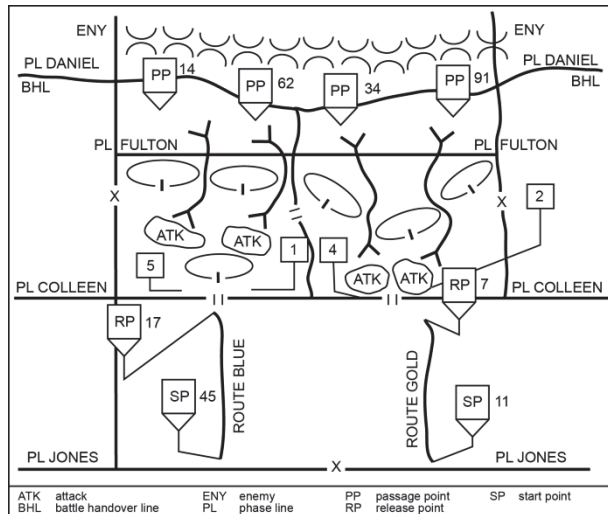 ENY ENY
PL DANIEL PP 14 PP 62 PP 34 PP 91 PL DANIEL
BHL BHL
PL FULTON PL FULTON
X X
2
ATK ATK
5 1 4 ATK ATK RP 7
PL COLLEEN PL COLLEEN
RP 17
ROUTE BLUE ROUTE GOLD
SP 45 SP 11
PL JONES X PL JONES
ATK attack ENY enemy PP passage point SP start point
BHL battle handover line PL phase line RP release point